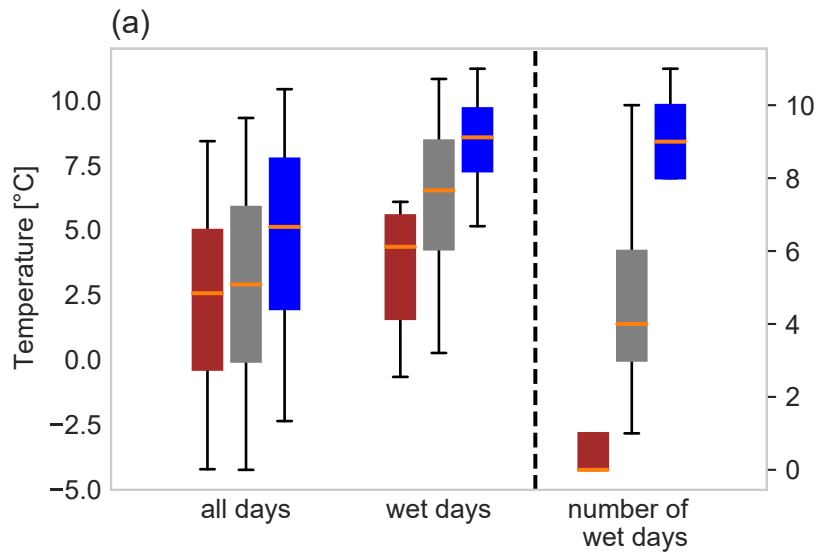 (a)
Temperature [°C]
10.0
7.5
5.0
2.5
0.0
−2.5
−5.0
10
8
6
4
2
0
all days
wet days
number of
wet days